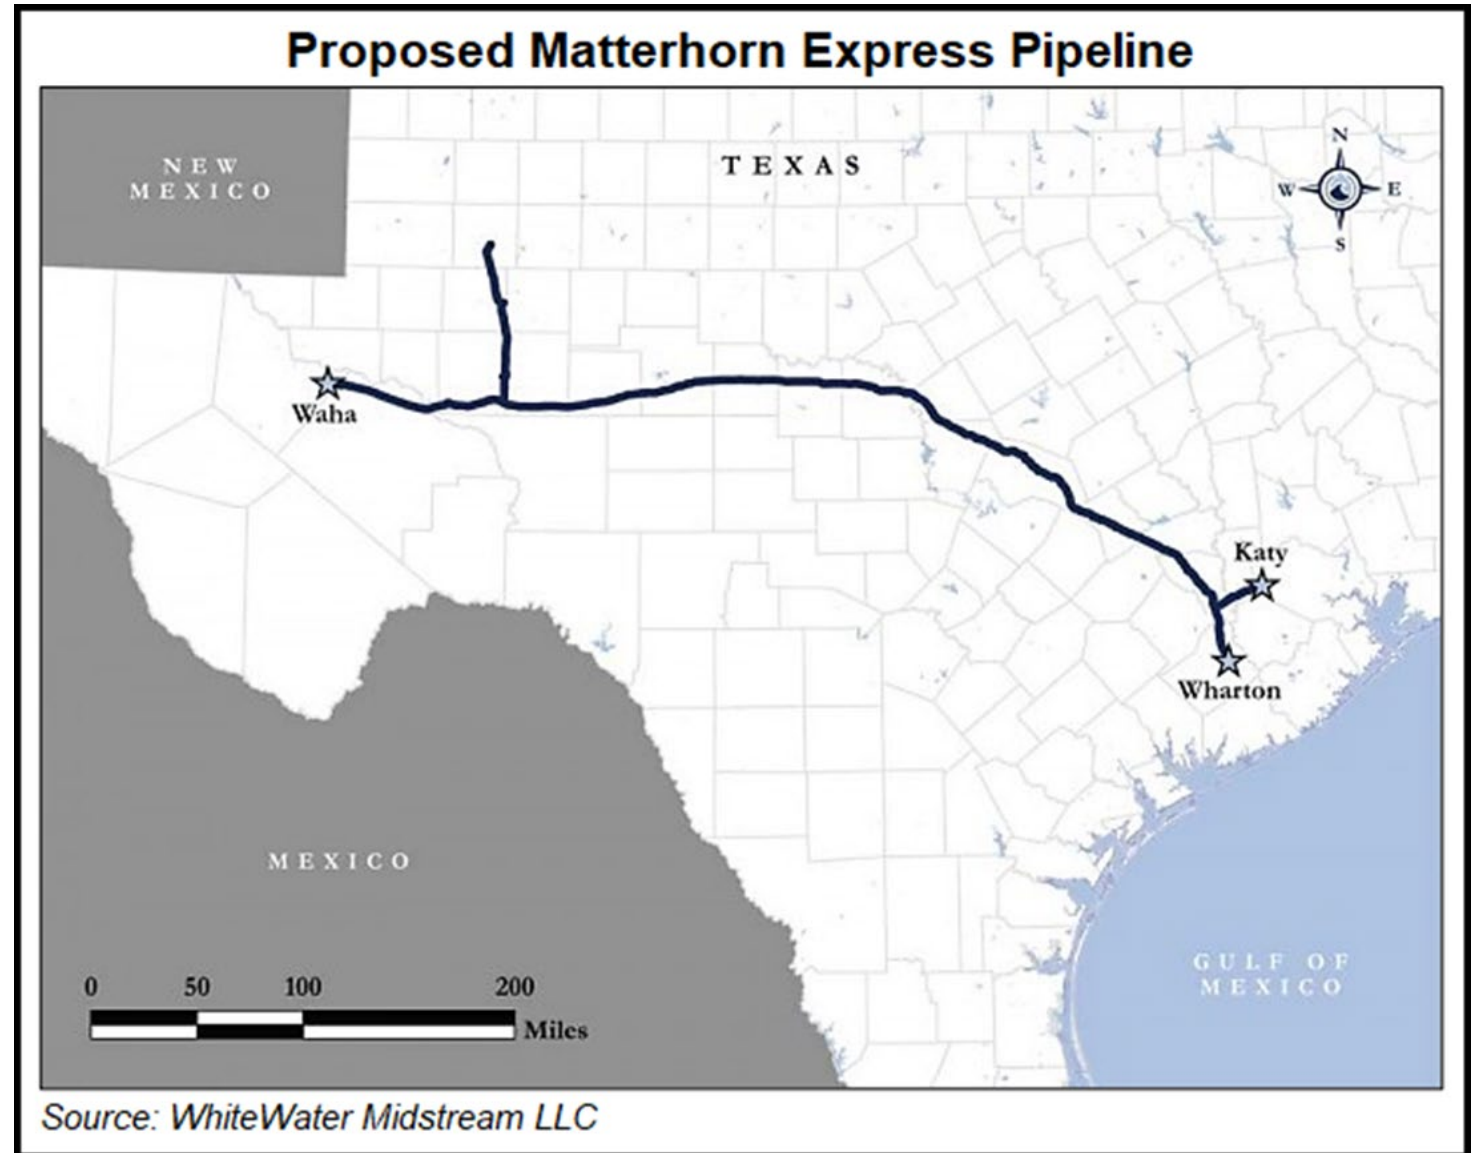 Proposed Matterhorn Express Pipeline
NEW
MEXICO
TEXAS
N
W
E
S
Waha
Katy
Wharton
MEXICO
GULF OF
MEXICO
0 50 100 200
Miles
Source: WhiteWater Midstream LLC